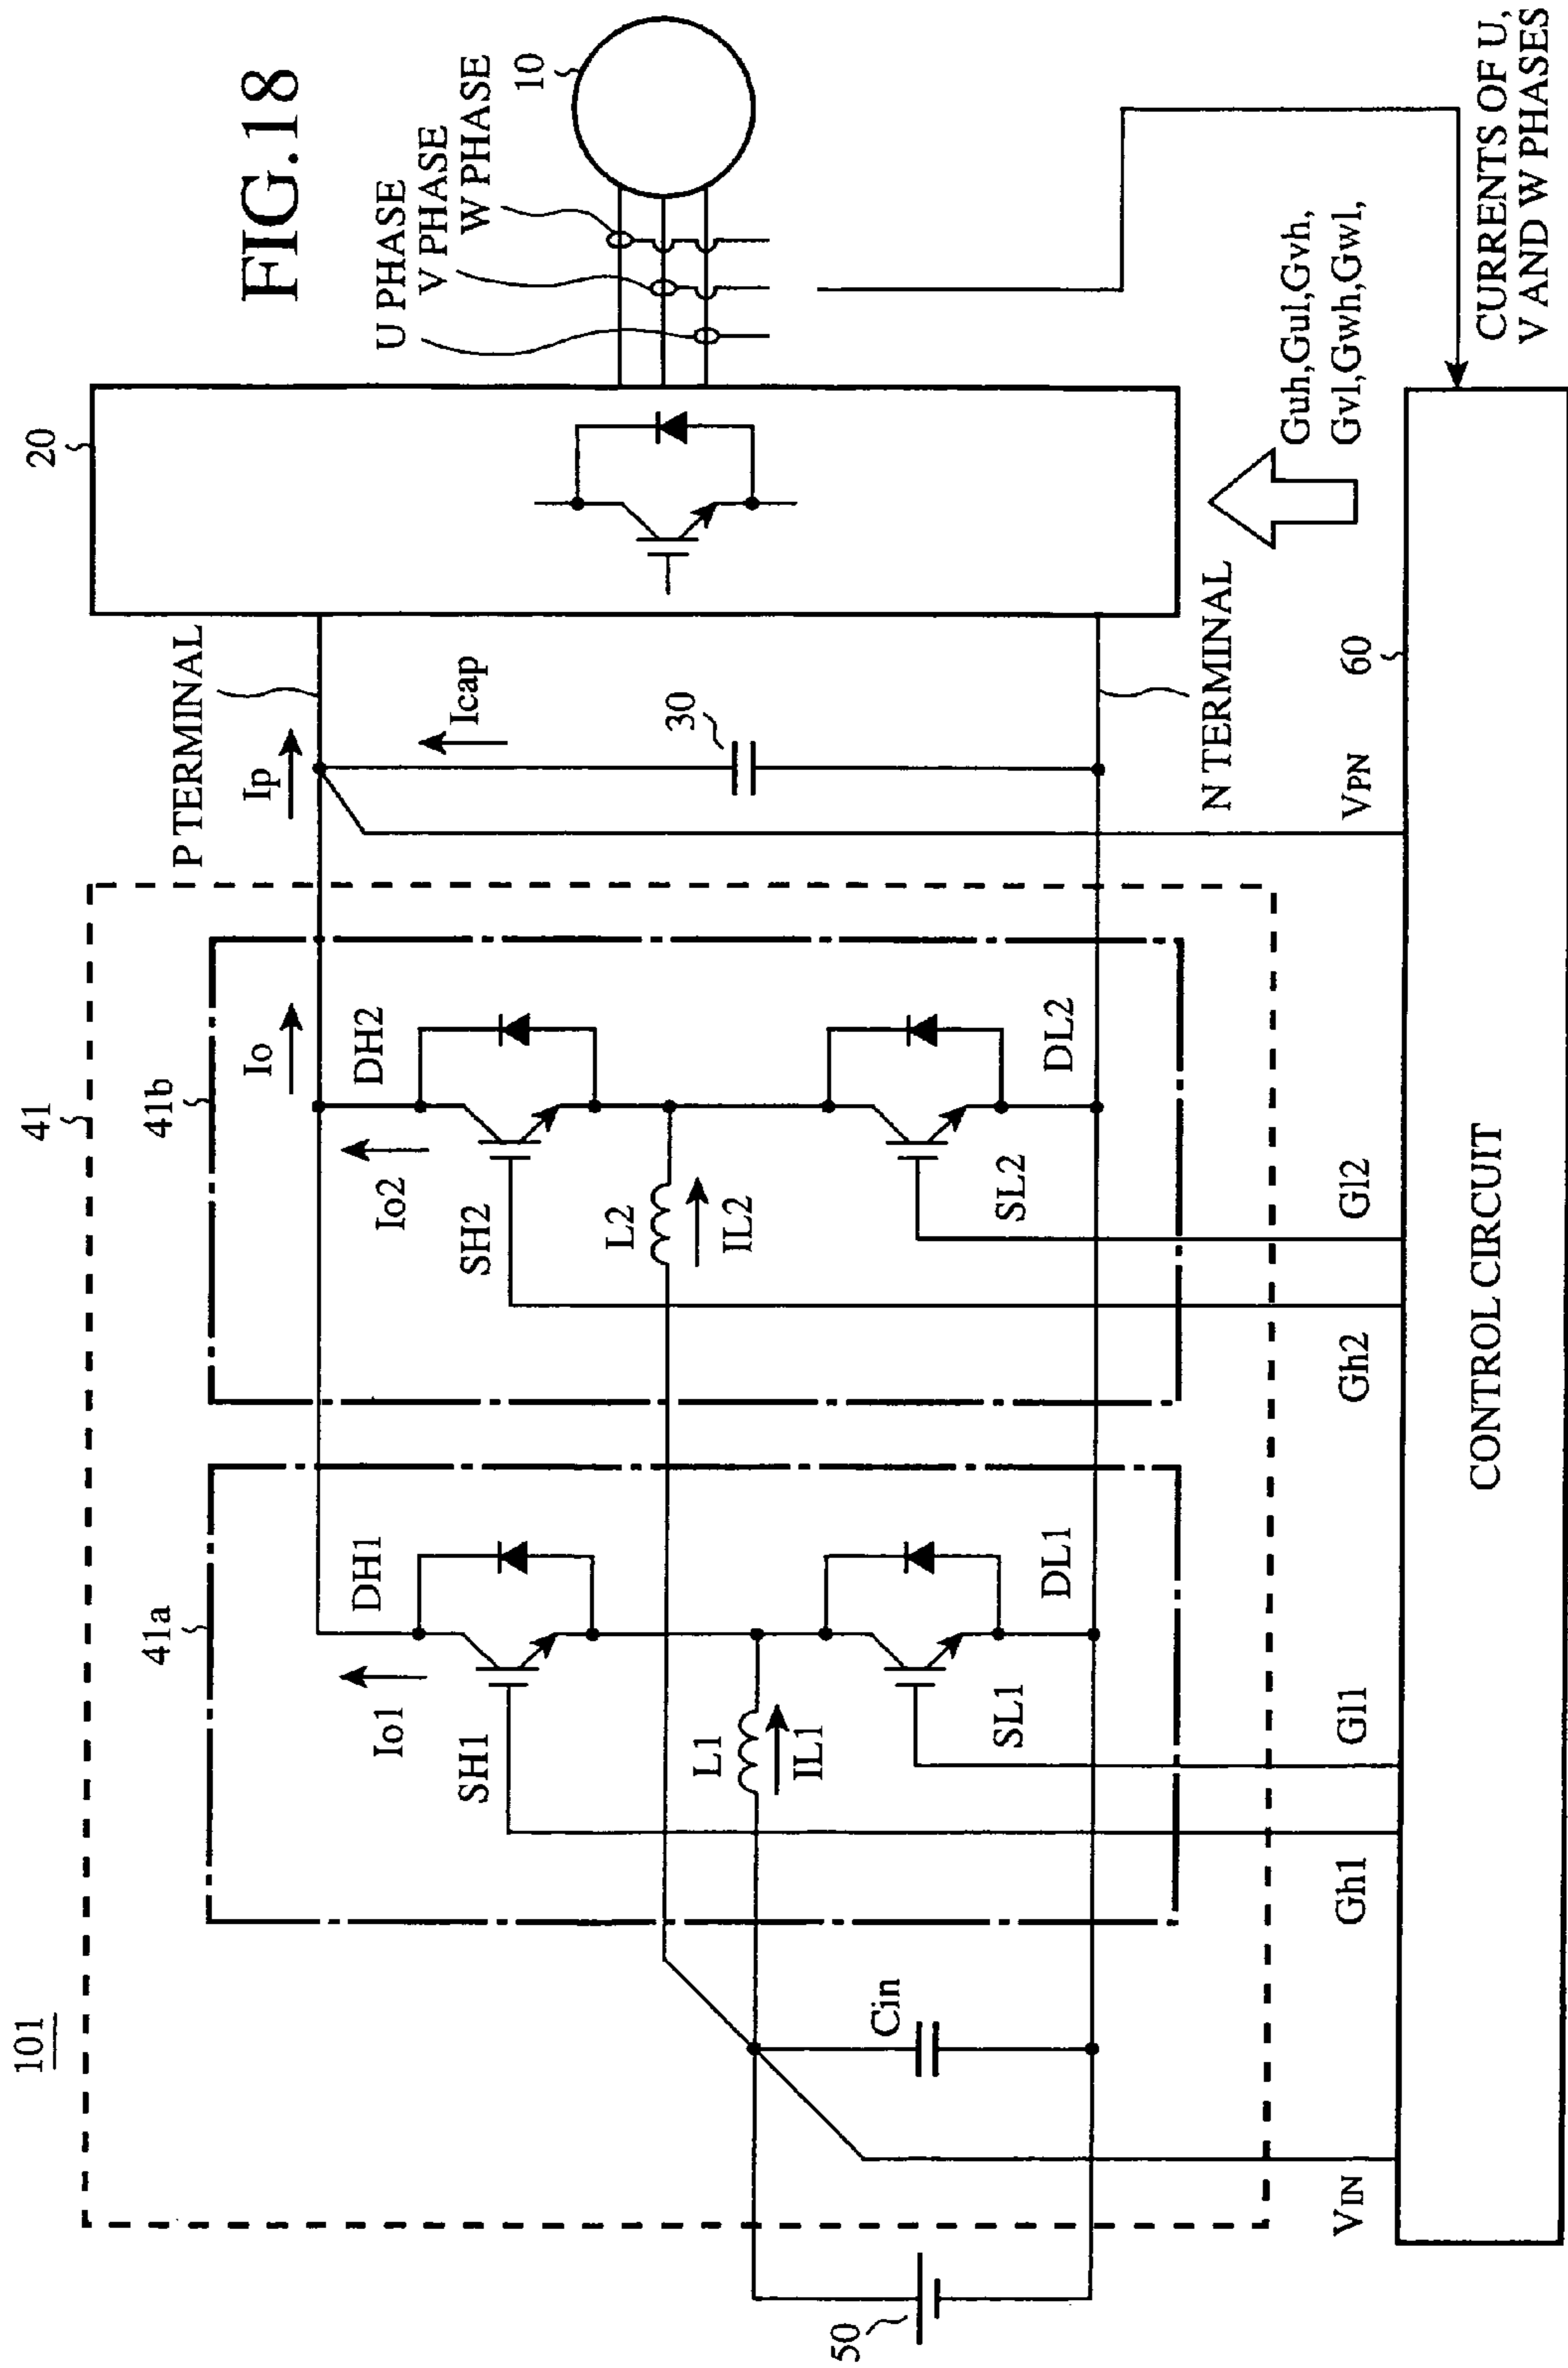 FIG.18
101
41
20
41a
41b
P TERMINAL
U PHASE
V PHASE
W PHASE
10
Io
Ip
DH1
DH2
Io1
Io2
Icap
SH1
SH2
30
L1
L2
IL1
IL2
Cin
SL1
SL2
DL1
DL2
50
N TERMINAL
VIN
Gh1
Gl1
Gh2
Gl2
VPN
60
Guh,Gul,Gvh,
Gvl,Gwh,Gwl,
CONTROL CIRCUIT
CURRENTS OF U,
V AND W PHASES